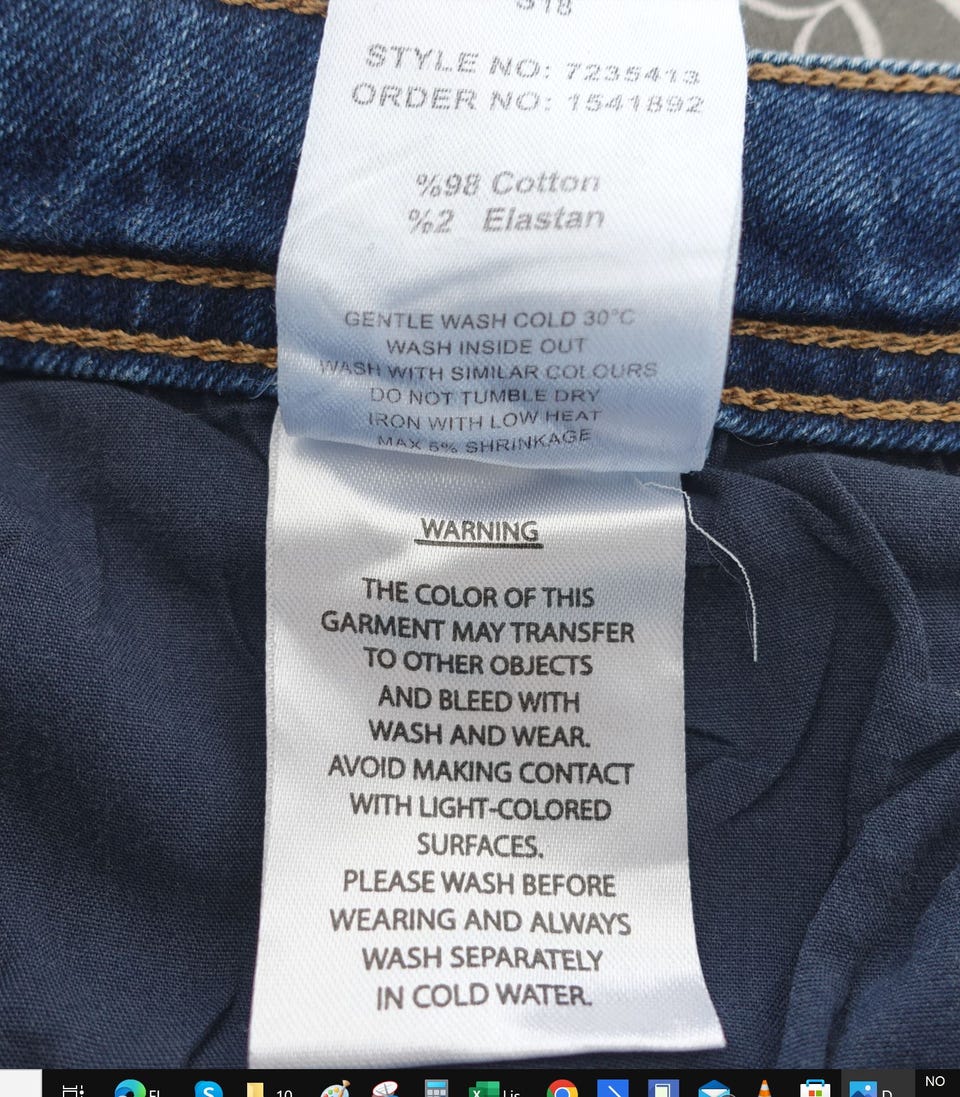 S18
STYLE NO: 7235413
ORDER NO: 1541892
%98 Cotton
%2 Elastan
GENTLE WASH COLD 30°C
WASH INSIDE OUT
WASH WITH SIMILAR COLOURS
DO NOT TUMBLE DRY
IRON WITH LOW HEAT
MAX 5% SHRINKAGE
WARNING
THE COLOR OF THIS
GARMENT MAY TRANSFER
TO OTHER OBJECTS
AND BLEED WITH
WASH AND WEAR.
AVOID MAKING CONTACT
WITH LIGHT-COLORED
SURFACES.
PLEASE WASH BEFORE
WEARING AND ALWAYS
WASH SEPARATELY
IN COLD WATER.
10
Lis
D
NO